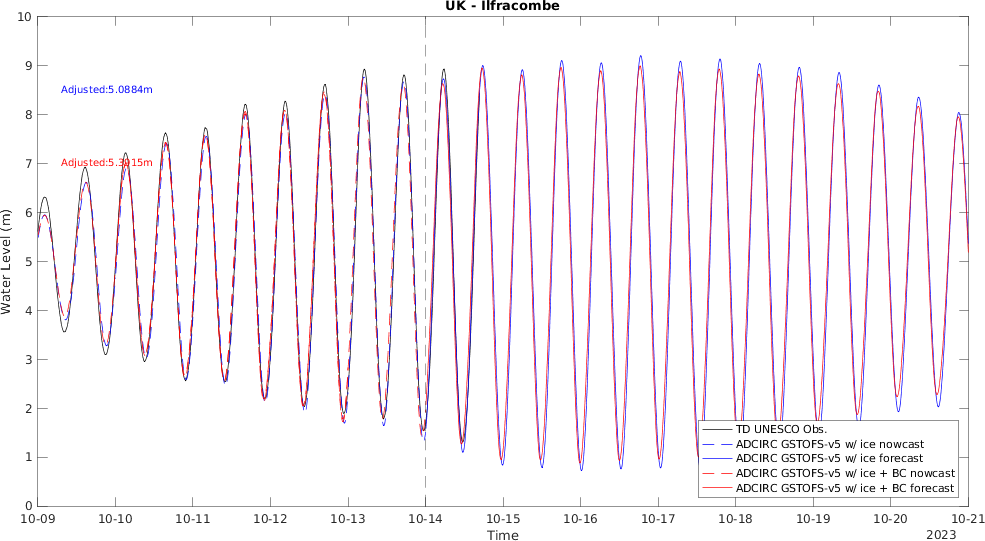 UK - Ilfracombe
10
9
8
7
6
5
4
3
2
1
0
Water Level (m)
Adjusted:5.0884m
Adjusted:5.3915m
TD UNESCO Obs.
ADCIRC GSTOFS-v5 w/ ice nowcast
ADCIRC GSTOFS-v5 w/ ice forecast
ADCIRC GSTOFS-v5 w/ ice + BC nowcast
ADCIRC GSTOFS-v5 w/ ice + BC forecast
10-09 10-10 10-11 10-12 10-13 10-14 10-15 10-16 10-17 10-18 10-19 10-20 10-21
Time
2023